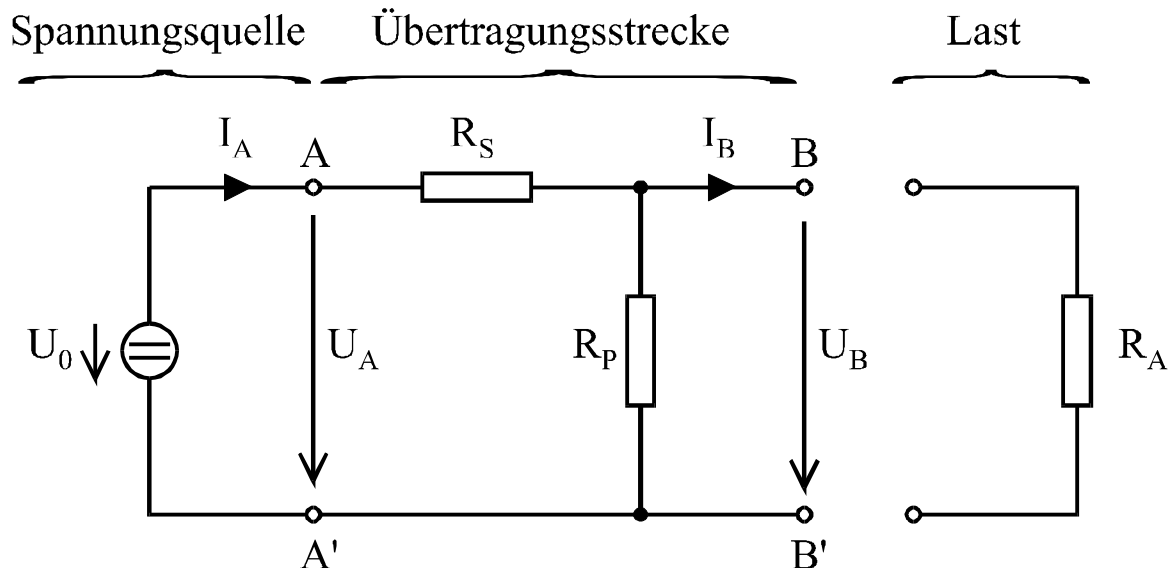 Spannungsquelle Übertragungsstrecke Last
I_A A R_S I_B B
U_0 U_A R_P U_B R_A
A' B'